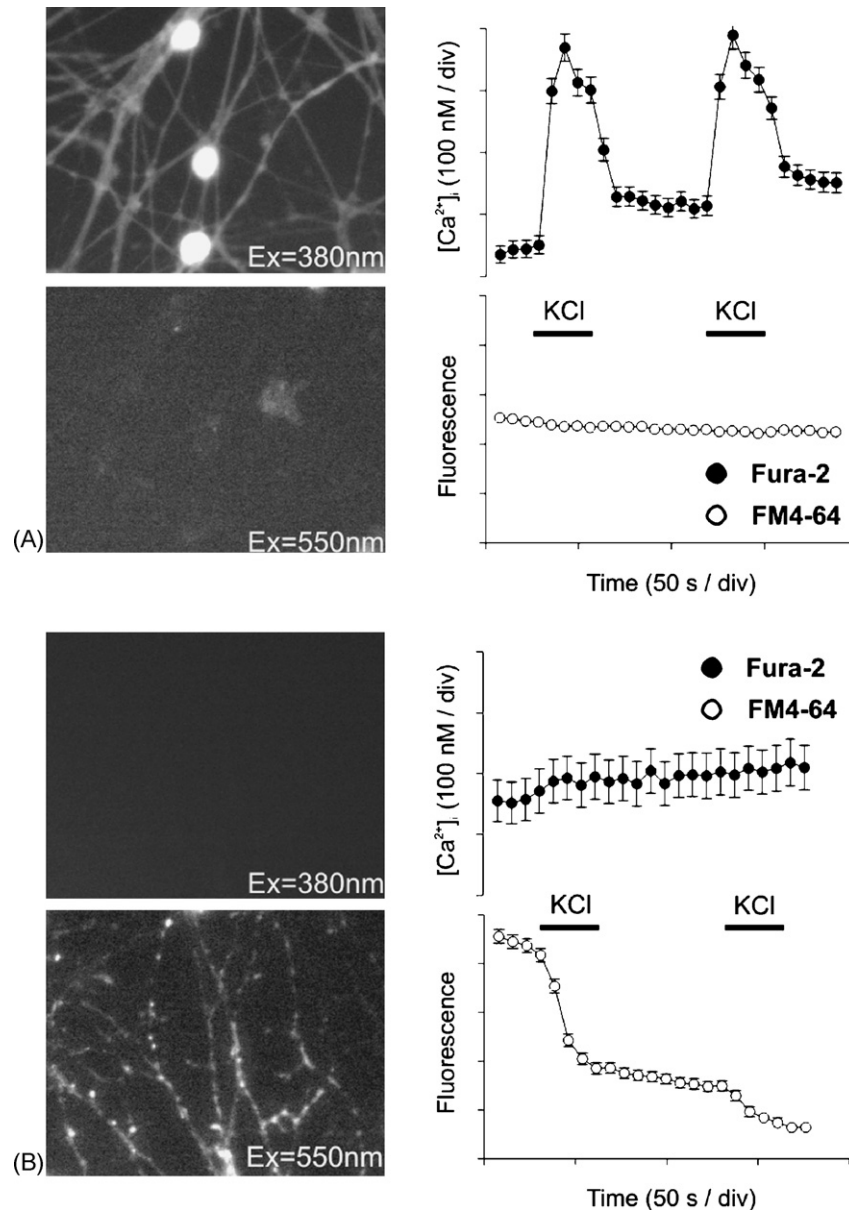 Ex=380nm
[Ca²⁺]ᵢ (100 nM / div)
Ex=550nm
KCl KCl
Fluorescence
Fura-2
FM4-64
(A)
Time (50 s / div)
Ex=380nm
[Ca²⁺]ᵢ (100 nM / div)
Fura-2
FM4-64
Ex=550nm
KCl KCl
Fluorescence
(B)
Time (50 s / div)